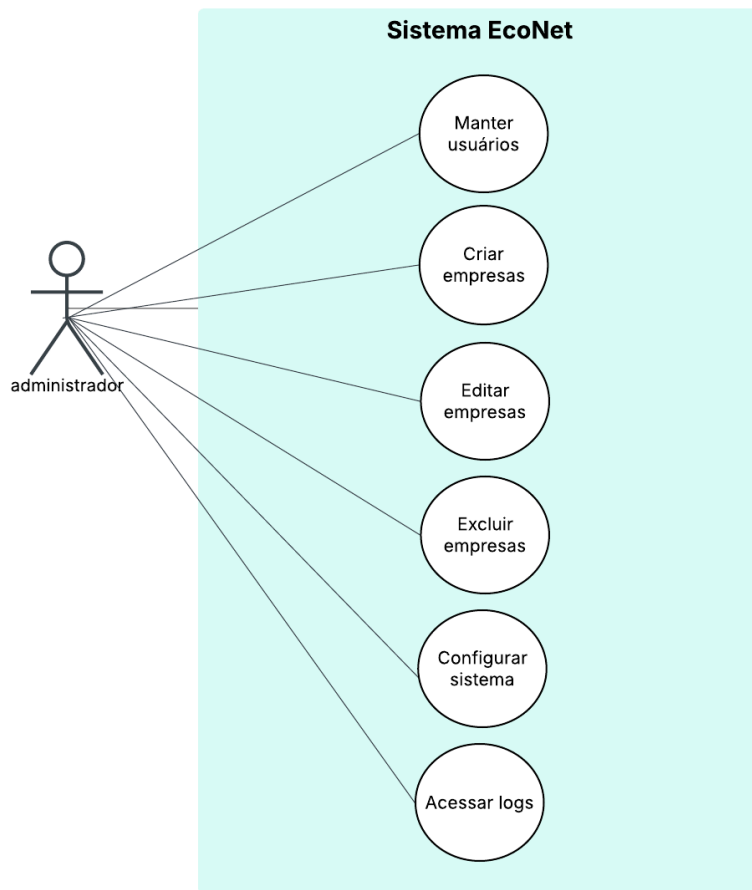 Sistema EcoNet
Manter
usuários
Criar
empresas
administrador
Editar
empresas
Excluir
empresas
Configurar
sistema
Acessar logs